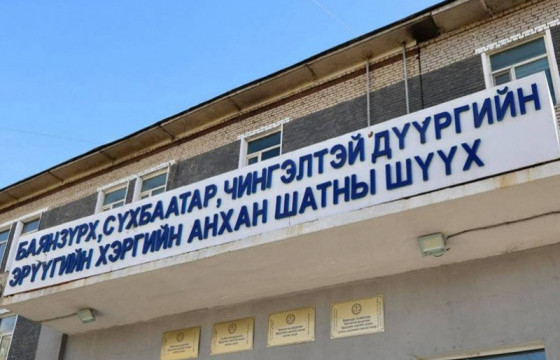 БАЯНЗҮРХ, СҮХБААТАР, ЧИНГЭЛТЭЙ ДҮҮРГИЙН
ЭРҮҮГИЙН ХЭРГИЙН АНХАН ШАТНЫ ШҮҮХ